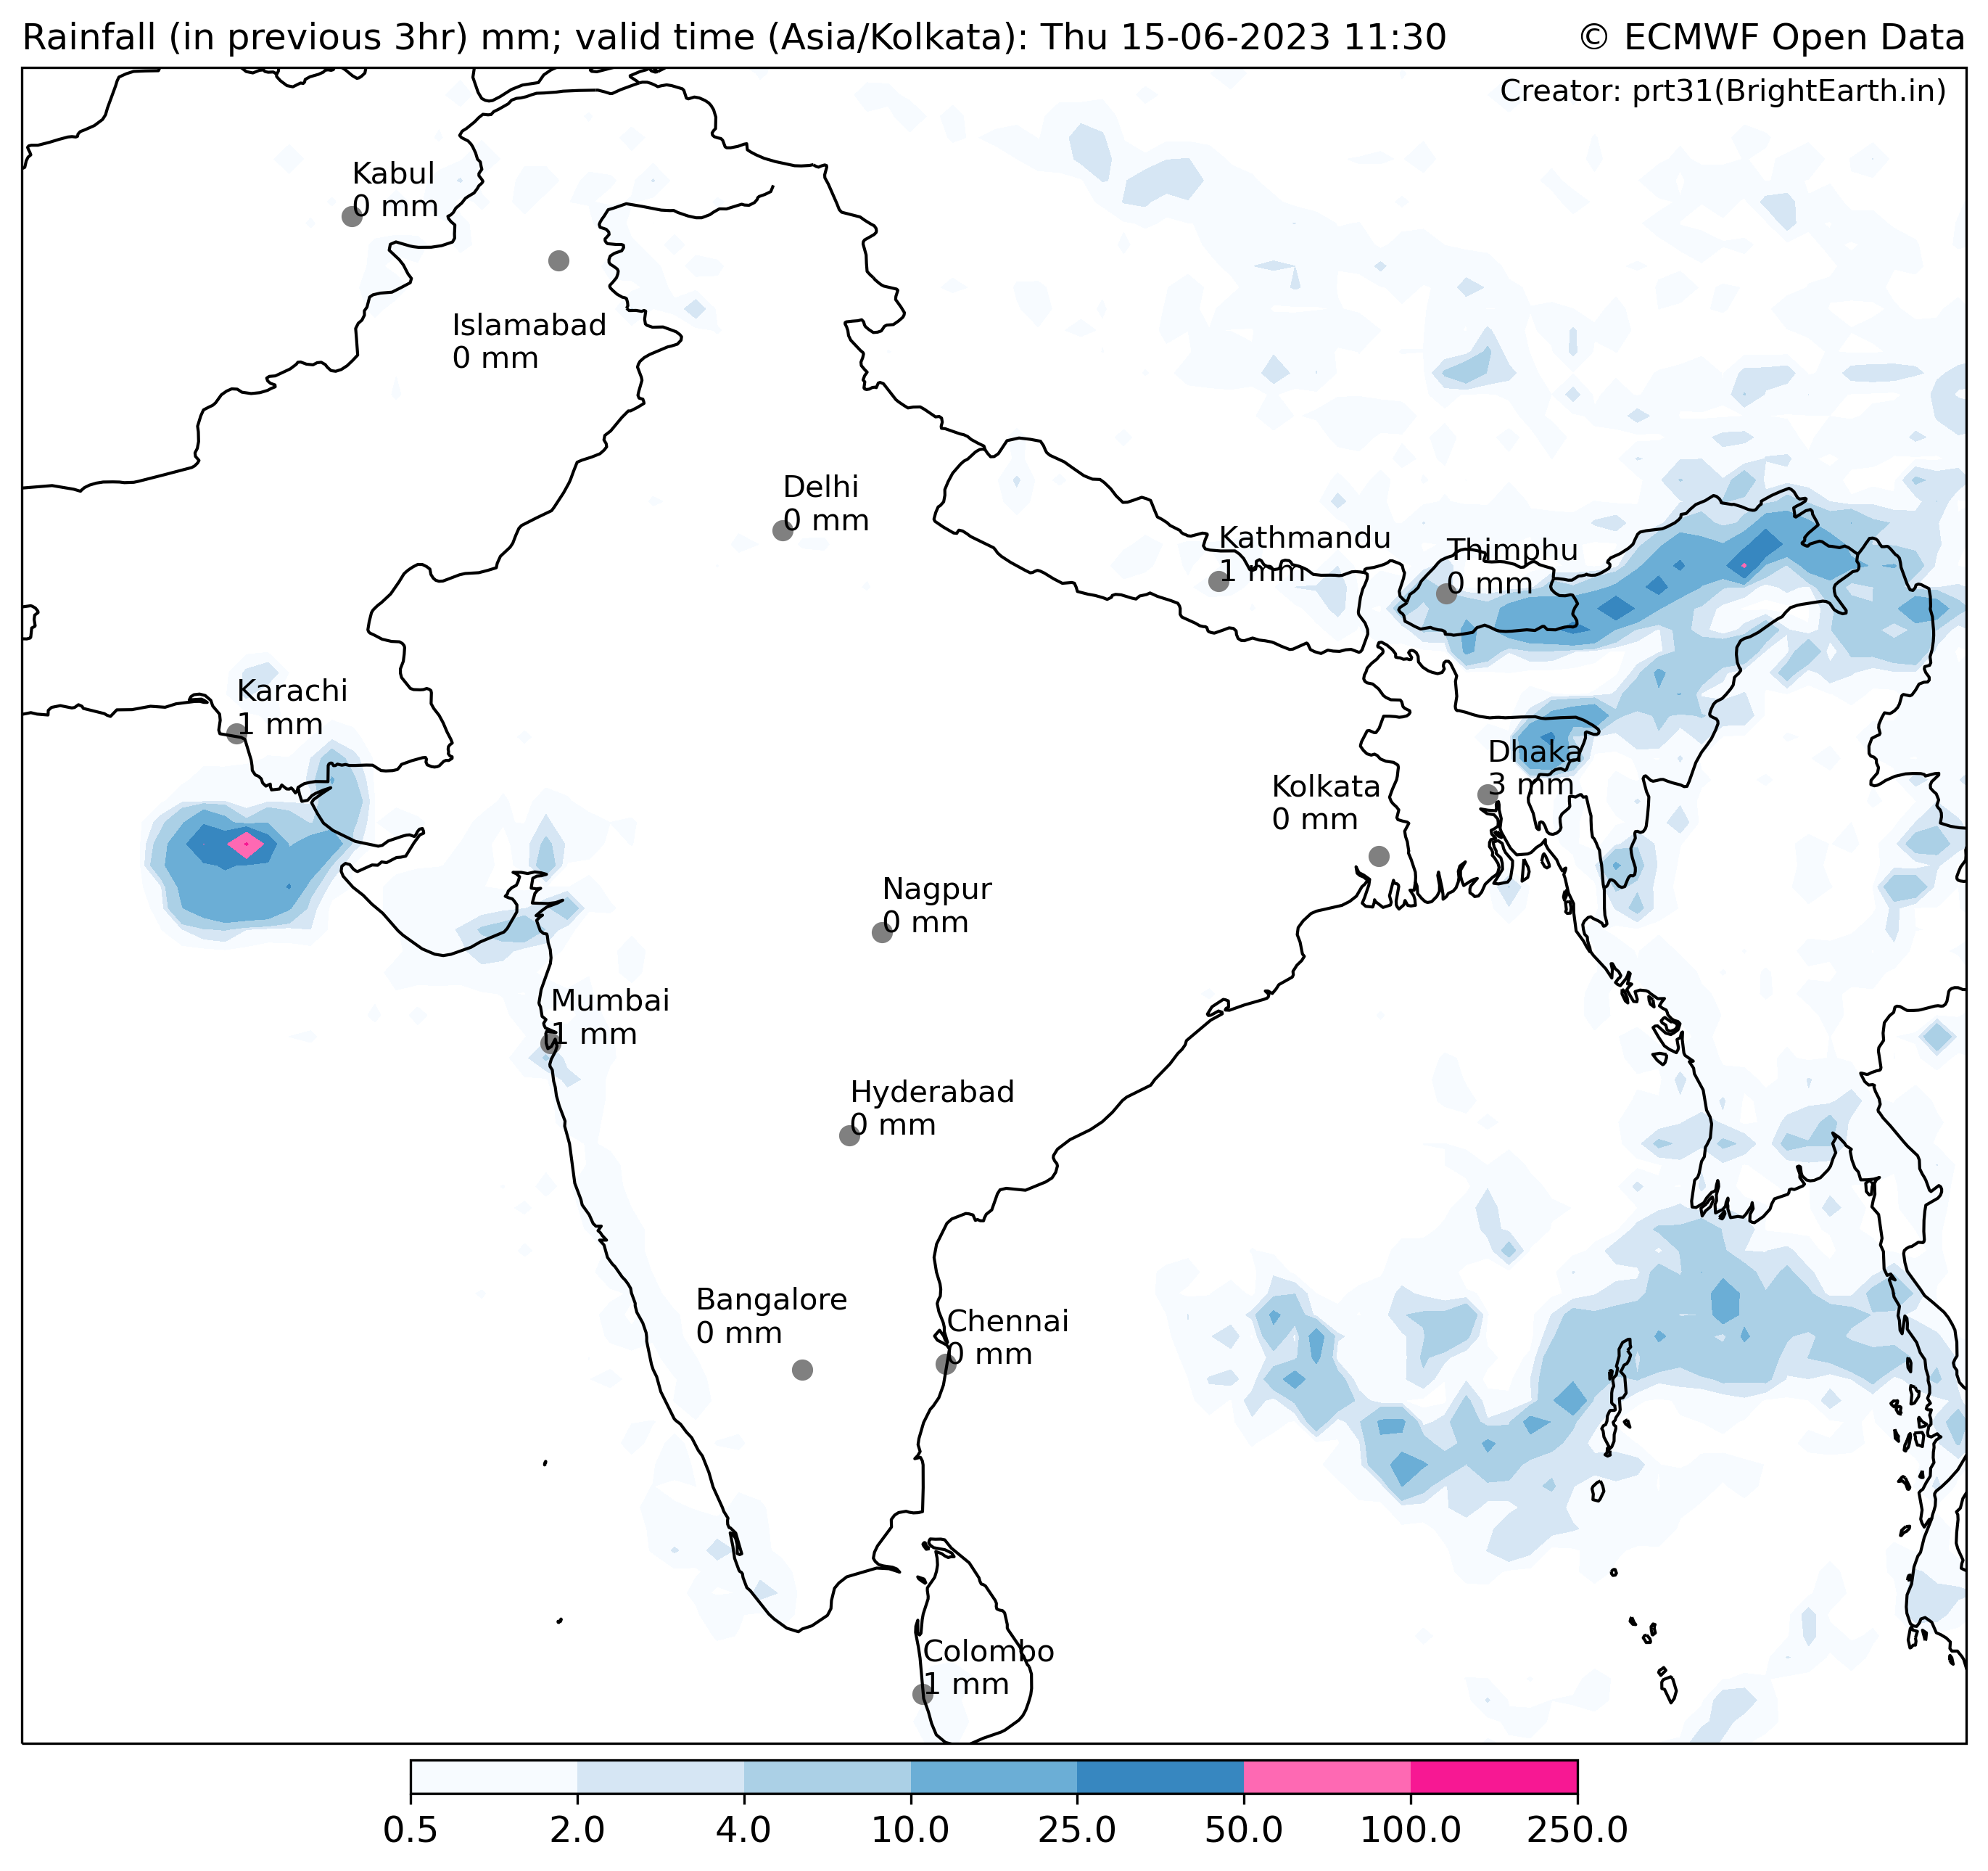 Rainfall (in previous 3hr) mm; valid time (Asia/Kolkata): Thu 15-06-2023 11:30
© ECMWF Open Data
Creator: prt31(BrightEarth.in)
Kabul
0 mm
Islamabad
0 mm
Delhi
0 mm
Kathmandu
1 mm
Thimphu
0 mm
Karachi
1 mm
Dhaka
3 mm
Kolkata
0 mm
Nagpur
0 mm
Mumbai
1 mm
Hyderabad
0 mm
Bangalore
0 mm
Chennai
0 mm
Colombo
1 mm
0.5 2.0 4.0 10.0 25.0 50.0 100.0 250.0